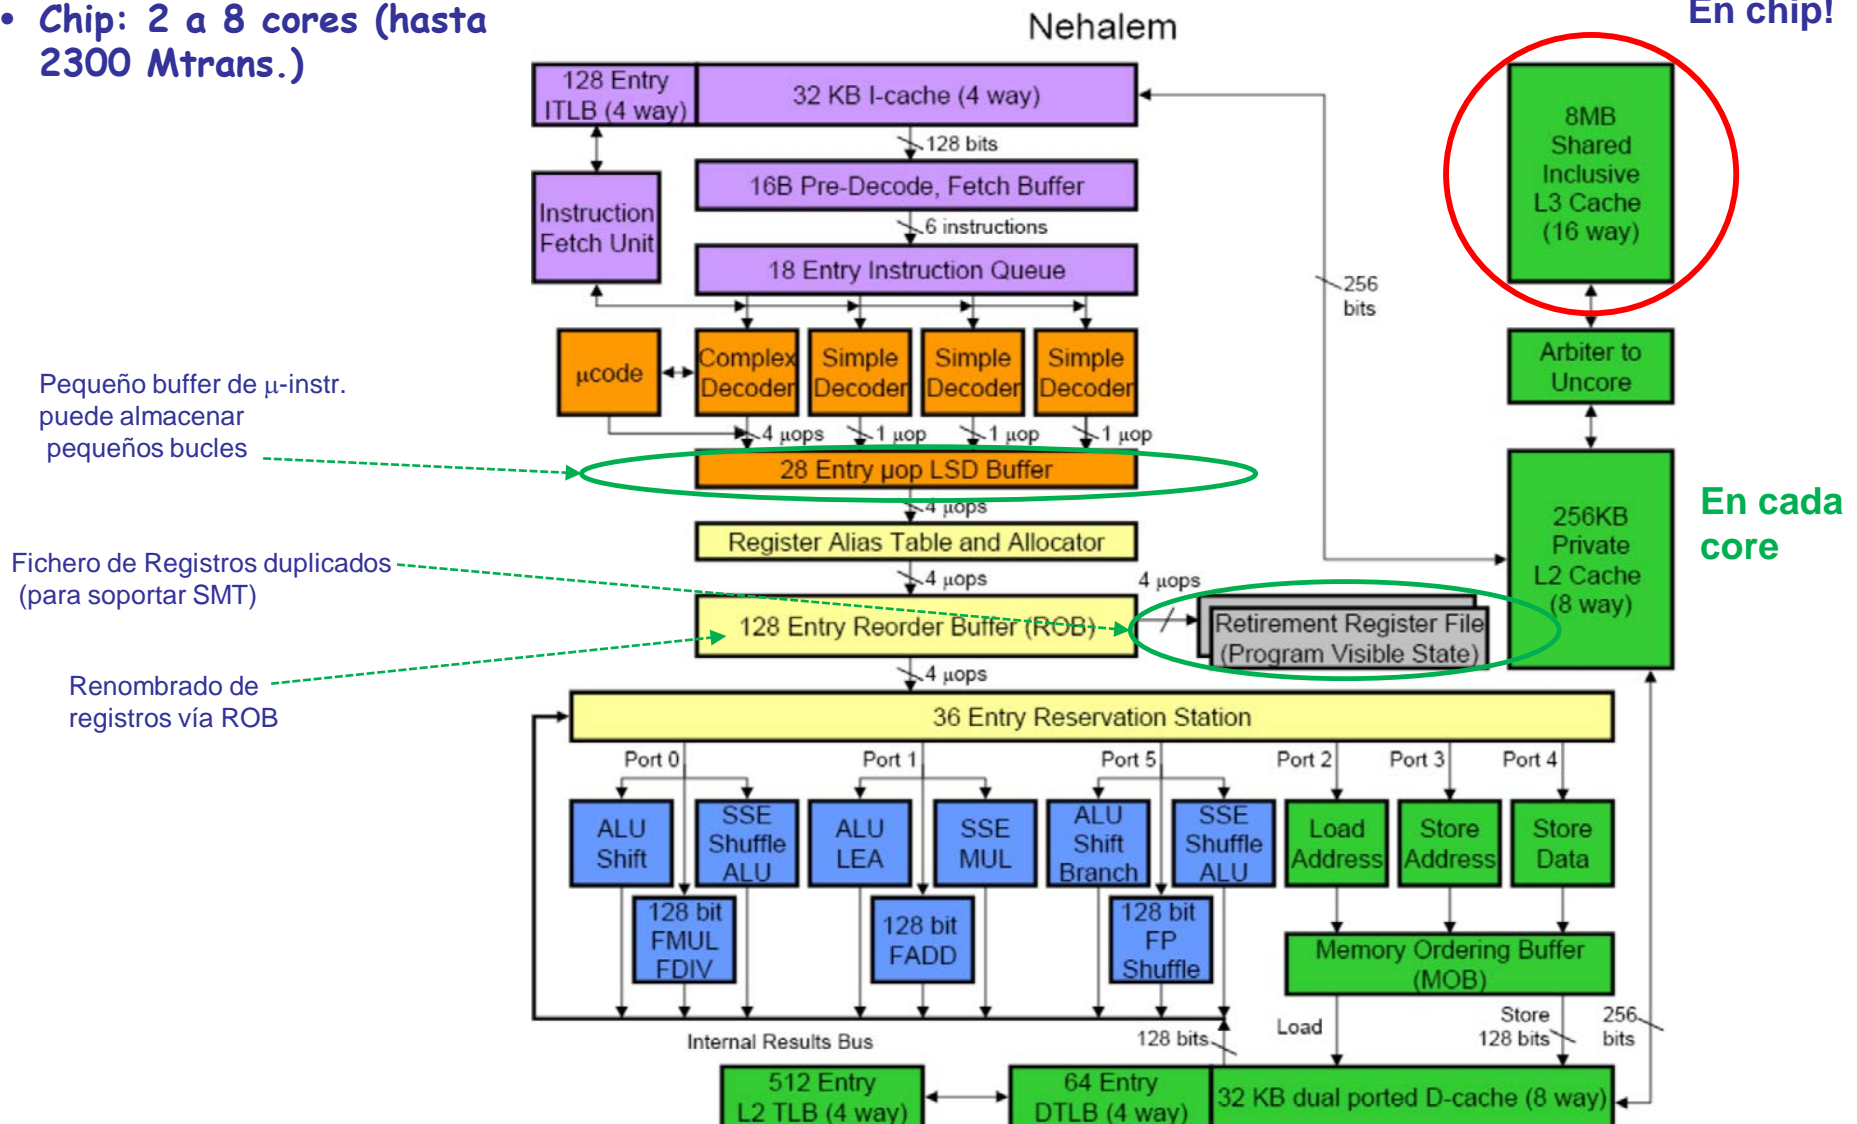 • Chip: 2 a 8 cores (hasta
2300 Mtrans.)
Nehalem
En chip!
128 Entry
ITLB (4 way)
32 KB I-cache (4 way)
8MB
Shared
Inclusive
L3 Cache
(16 way)
128 bits
16B Pre-Decode, Fetch Buffer
Instruction
Fetch Unit
6 instructions
18 Entry Instruction Queue
256
bits
µcode
Complex
Decoder
Simple
Decoder
Simple
Decoder
Simple
Decoder
Arbiter to
Uncore
Pequeño buffer de µ-instr.
puede almacenar
pequeños bucles
4 µops
1 µop
1 µop
1 µop
28 Entry µop LSD Buffer
4 µops
256KB
Private
L2 Cache
(8 way)
En cada
core
Register Alias Table and Allocator
Fichero de Registros duplicados
(para soportar SMT)
4 µops
4 µops
128 Entry Reorder Buffer (ROB)
Retirement Register File
(Program Visible State)
Renombrado de
registros vía ROB
4 µops
36 Entry Reservation Station
Port 0
Port 1
Port 5
Port 2
Port 3
Port 4
ALU
Shift
SSE
Shuffle
ALU
ALU
LEA
SSE
MUL
ALU
Shift
Branch
SSE
Shuffle
ALU
Load
Address
Store
Address
Store
Data
128 bit
FMUL
FDIV
128 bit
FADD
128 bit
FP
Shuffle
Memory Ordering Buffer
(MOB)
Internal Results Bus
128 bits
Load
Store
128 bits
256
bits
512 Entry
L2 TLB (4 way)
64 Entry
DTLB (4 way)
32 KB dual ported D-cache (8 way)